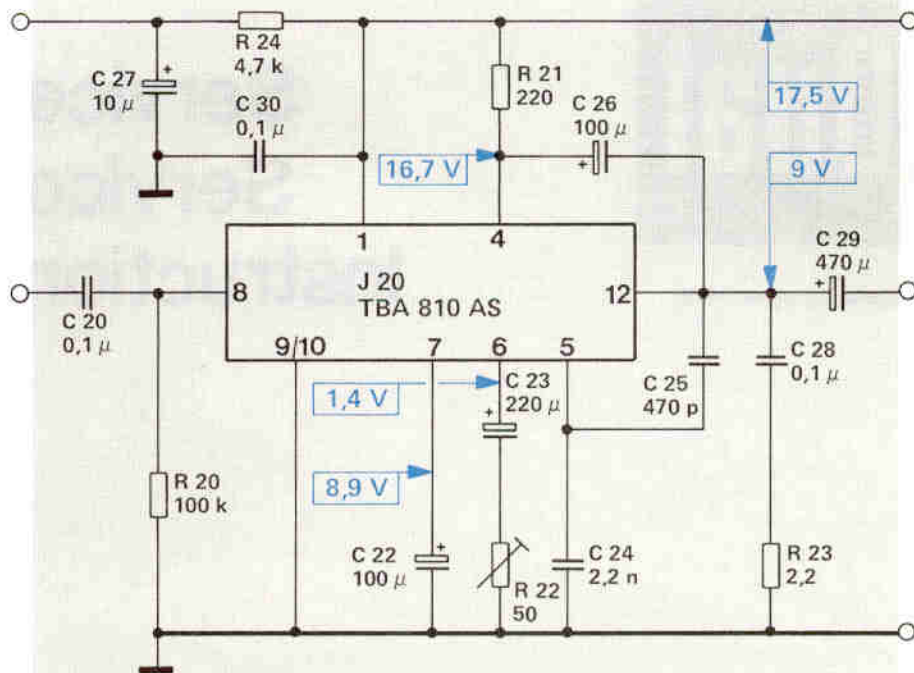 R 24
4,7 k
C 27
10 μ
C 30
0,1 μ
R 21
220
C 26
100 μ
17,5 V
16,7 V
9 V
1
4
C 29
470 μ
8
J 20
TBA 810 AS
12
C 20
0,1 μ
9/10
7
6
5
C 23
220 μ
C 25
470 p
C 28
0,1 μ
1,4 V
8,9 V
R 20
100 k
C 22
100 μ
R 22
50
C 24
2,2 n
R 23
2,2
+
+
+
+
+
Service
Service
Instruction